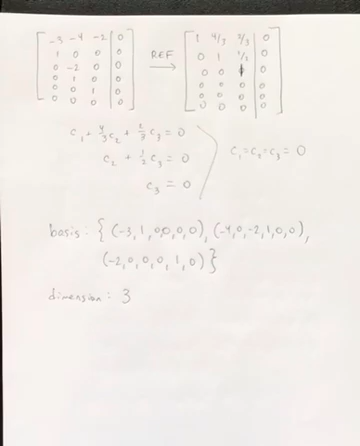 -3 -4 -2 | 0
1 0 0 | 0
0 -2 0 | 0
0 1 0 | 0
0 0 1 | 0
0 0 0 | 0
REF →
1 4/3 2/3 | 0
0 1 1/2 | 0
0 0 1 | 0
0 0 0 | 0
0 0 0 | 0
0 0 0 | 0
c₁ + 4/3 c₂ + 2/3 c₃ = 0
c₂ + 1/2 c₃ = 0
c₃ = 0
c₁ = c₂ = c₃ = 0
basis: { (-3, 1, 0, 0, 0, 0), (-4, 0, -2, 1, 0, 0),
(-2, 0, 0, 0, 1, 0) }
dimension: 3